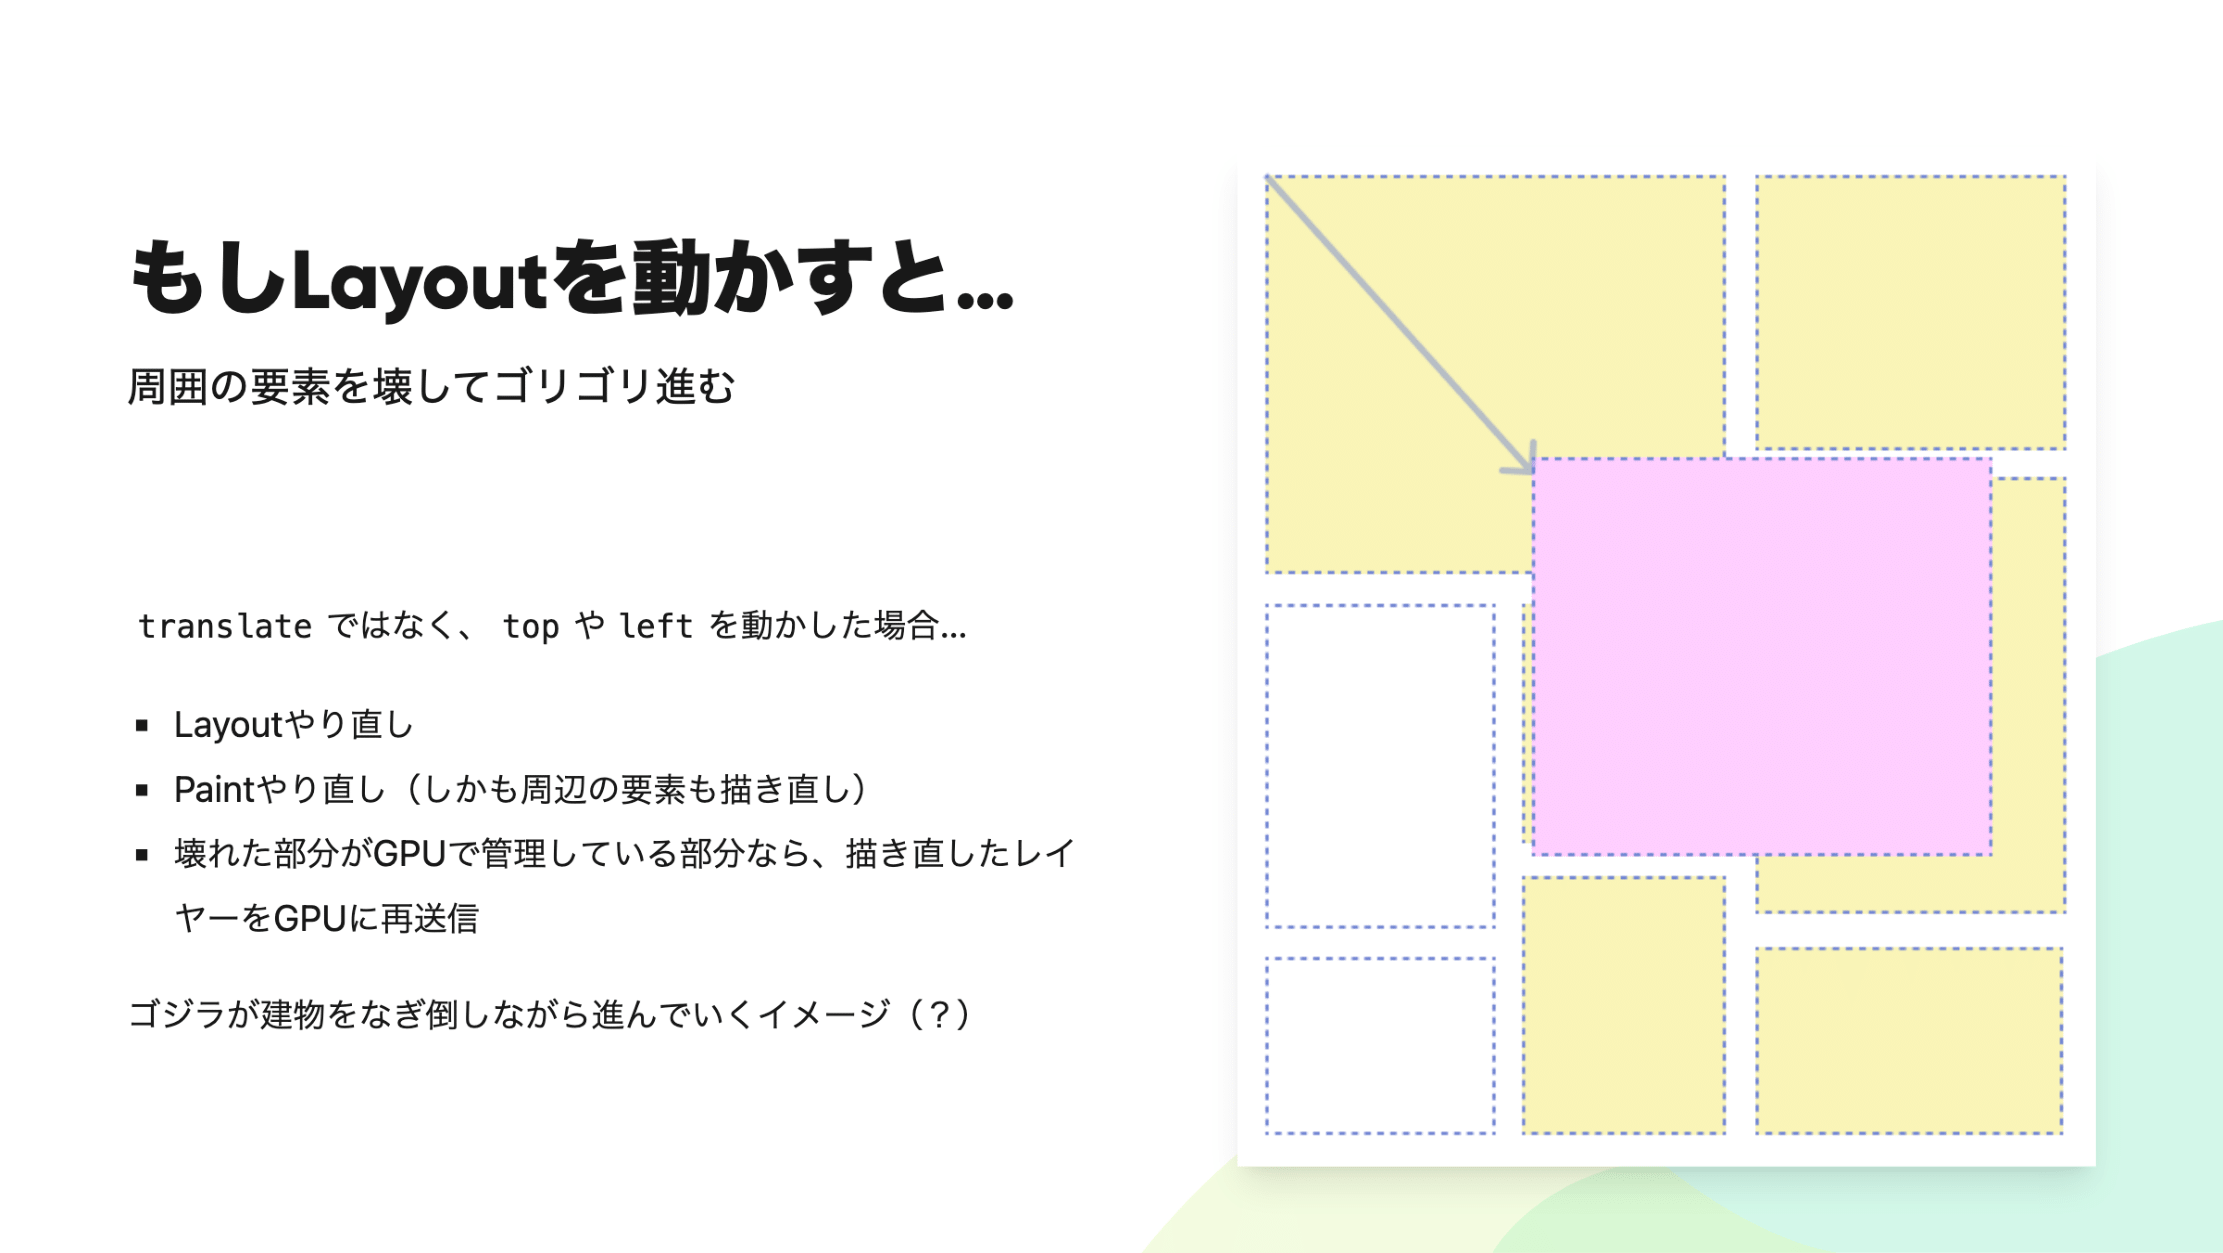 もしLayoutを動かすと…
周囲の要素を壊してゴリゴリ進む
translate ではなく、 top や left を動かした場合…
▪ Layoutやり直し
▪ Paintやり直し（しかも周辺の要素も描き直し）
▪ 壊れた部分がGPUで管理している部分なら、描き直したレイ
ヤーをGPUに再送信
ゴジラが建物をなぎ倒しながら進んでいくイメージ（？）